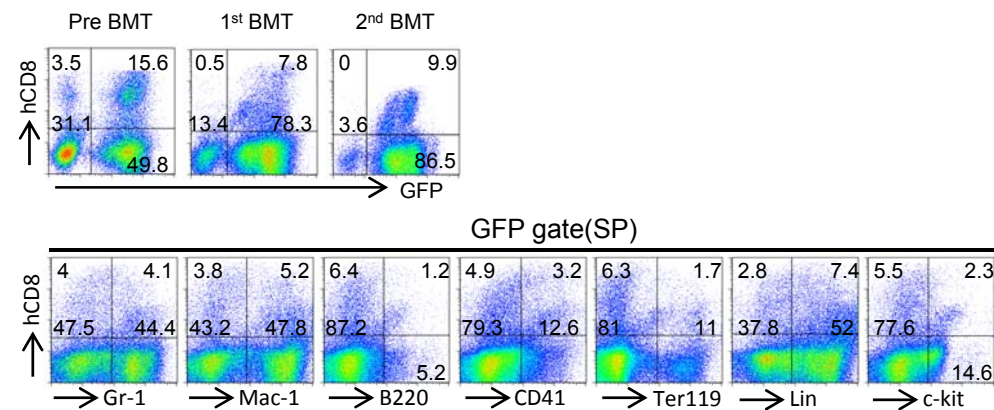 Pre BMT 1st BMT 2nd BMT
3.5 15.6 0.5 7.8 0 9.9
hCD8
31.1 13.4 78.3 3.6
49.8 86.5
GFP
GFP gate(SP)
4 4.1 3.8 5.2 6.4 1.2 4.9 3.2 6.3 1.7 2.8 7.4 5.5 2.3
hCD8
47.5 44.4 43.2 47.8 87.2 79.3 12.6 81 11 37.8 52 77.6
5.2 14.6
Gr-1 Mac-1 B220 CD41 Ter119 Lin c-kit